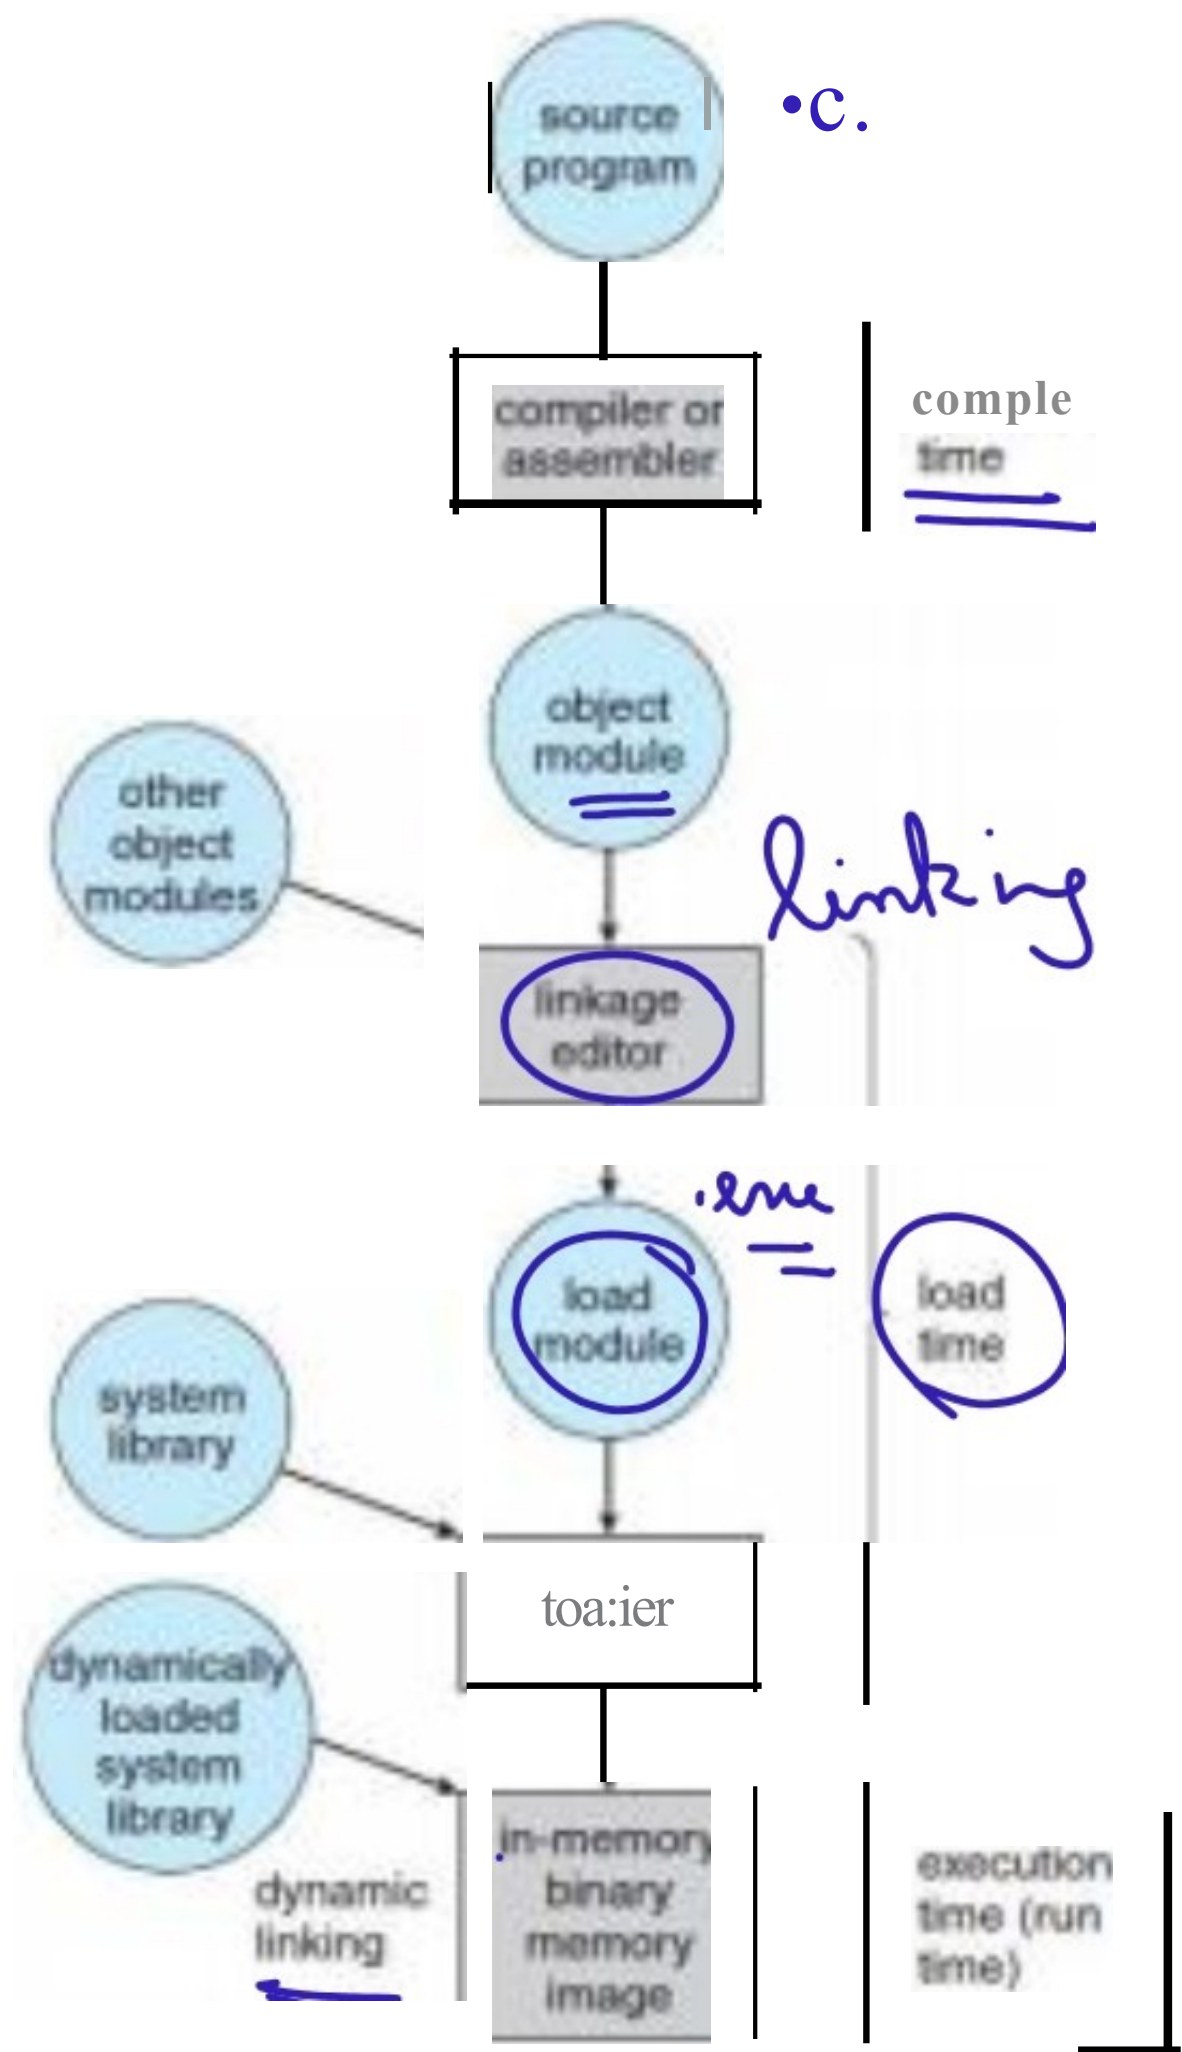 source
program
•c.
compiler or
assembler
comple
time
object
module
other
object
modules
linking
linkage
editor
.exe
load
module
load
time
system
library
toa:ier
dynamically
loaded
system
library
in-memory
binary
memory
image
dynamic
linking
execution
time (run
time)